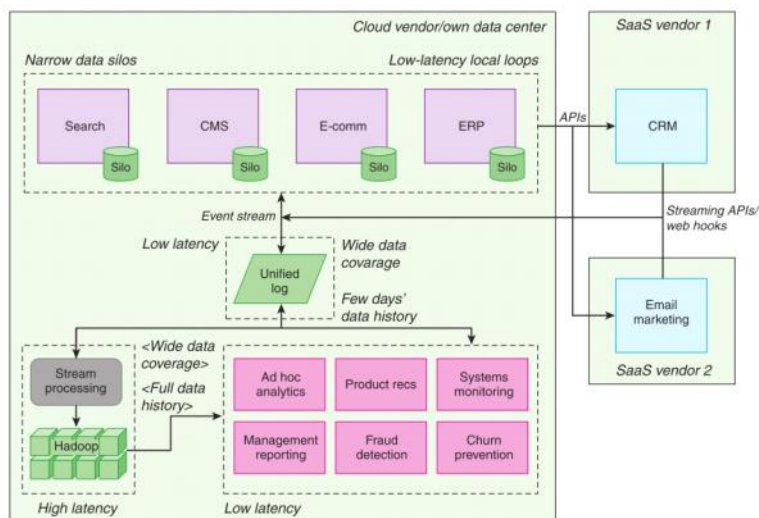 Cloud vendor/own data center
SaaS vendor 1
Narrow data silos
Low-latency local loops
Search
CMS
E-comm
ERP
Silo
Silo
Silo
Silo
APIs
CRM
Event stream
Streaming APIs/
web hooks
Low latency
Wide data
covarage
Unified
log
Few days'
data history
Email
marketing
SaaS vendor 2
Stream
processing
<Wide data
coverage>
<Full data
history>
Hadoop
High latency
Ad hoc
analytics
Product recs
Systems
monitoring
Management
reporting
Fraud
detection
Churn
prevention
Low latency